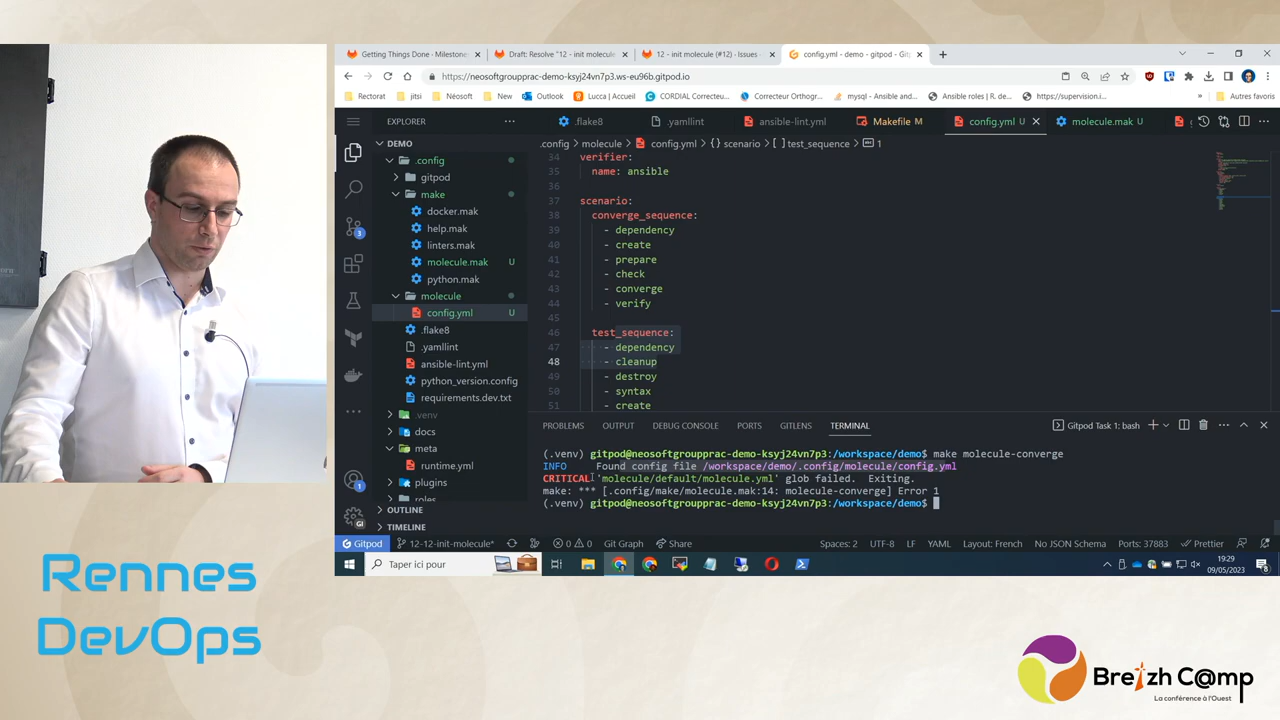 Getting Things Done · Milestone
Draft: Resolve "12 - init molecule
12 - init molecule (#12) · Issues
config.yml - demo - gitpod - Git
https://neosoftgroupprac-demo-ksyj24vn7p3.ws-eu96b.gitpod.io
Rectorat
jitsi
Néosoft
New
Outlook
Lucca | Accueil
CORDIAL Correcteu...
Correcteur Orthogr...
mysql - Ansible and...
Ansible roles | R. de...
https://supervision.i...
»
Autres favoris
EXPLORER
.flake8
.yamllint
ansible-lint.yml
Makefile M
config.yml U
molecule.mak U
DEMO
.config
gitpod
make
docker.mak
help.mak
linters.mak
molecule.mak U
python.mak
molecule
config.yml U
.flake8
.yamllint
ansible-lint.yml
python_version.config
requirements.dev.txt
.venv
docs
meta
runtime.yml
plugins
roles
OUTLINE
TIMELINE
3
1
GI
.config > molecule > config.yml > {} scenario > [ ] test_sequence > 1
34 verifier:
35 name: ansible
36
37 scenario:
38 converge_sequence:
39 - dependency
40 - create
41 - prepare
42 - check
43 - converge
44 - verify
45
46 test_sequence:
47 - dependency
48 - cleanup
49 - destroy
50 - syntax
51 - create
PROBLEMS OUTPUT DEBUG CONSOLE PORTS GITLENS TERMINAL
Gitpod Task 1: bash
(.venv) gitpod@neosoftgroupprac-demo-ksyj24vn7p3:/workspace/demo$ make molecule-converge
INFO Found config file /workspace/demo/.config/molecule/config.yml
CRITICAL 'molecule/default/molecule.yml' glob failed. Exiting.
make: *** [.config/make/molecule.mak:14: molecule-converge] Error 1
(.venv) gitpod@neosoftgroupprac-demo-ksyj24vn7p3:/workspace/demo$
Gitpod
12-12-init-molecule*
0 0
Git Graph
Share
Spaces: 2
UTF-8
LF
YAML
Layout: French
No JSON Schema
Ports: 37883
Prettier
Taper ici pour
19:29
09/05/2023
Rennes
DevOps
Breizh C@mp
La conférence à l'Ouest